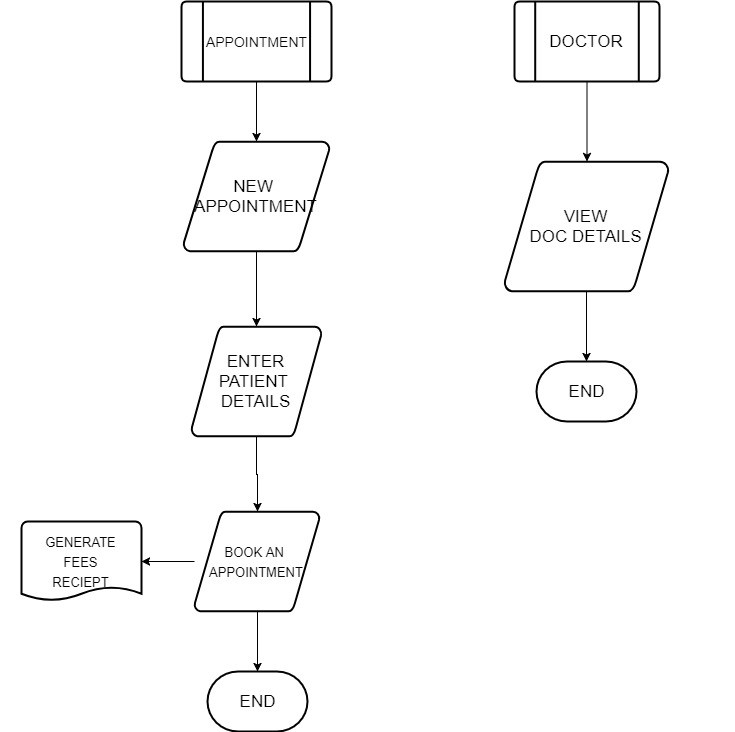 APPOINTMENT
NEW
APPOINTMENT
ENTER
PATIENT
DETAILS
BOOK AN
APPOINTMENT
GENERATE
FEES
RECIEPT
END
DOCTOR
VIEW
DOC DETAILS
END